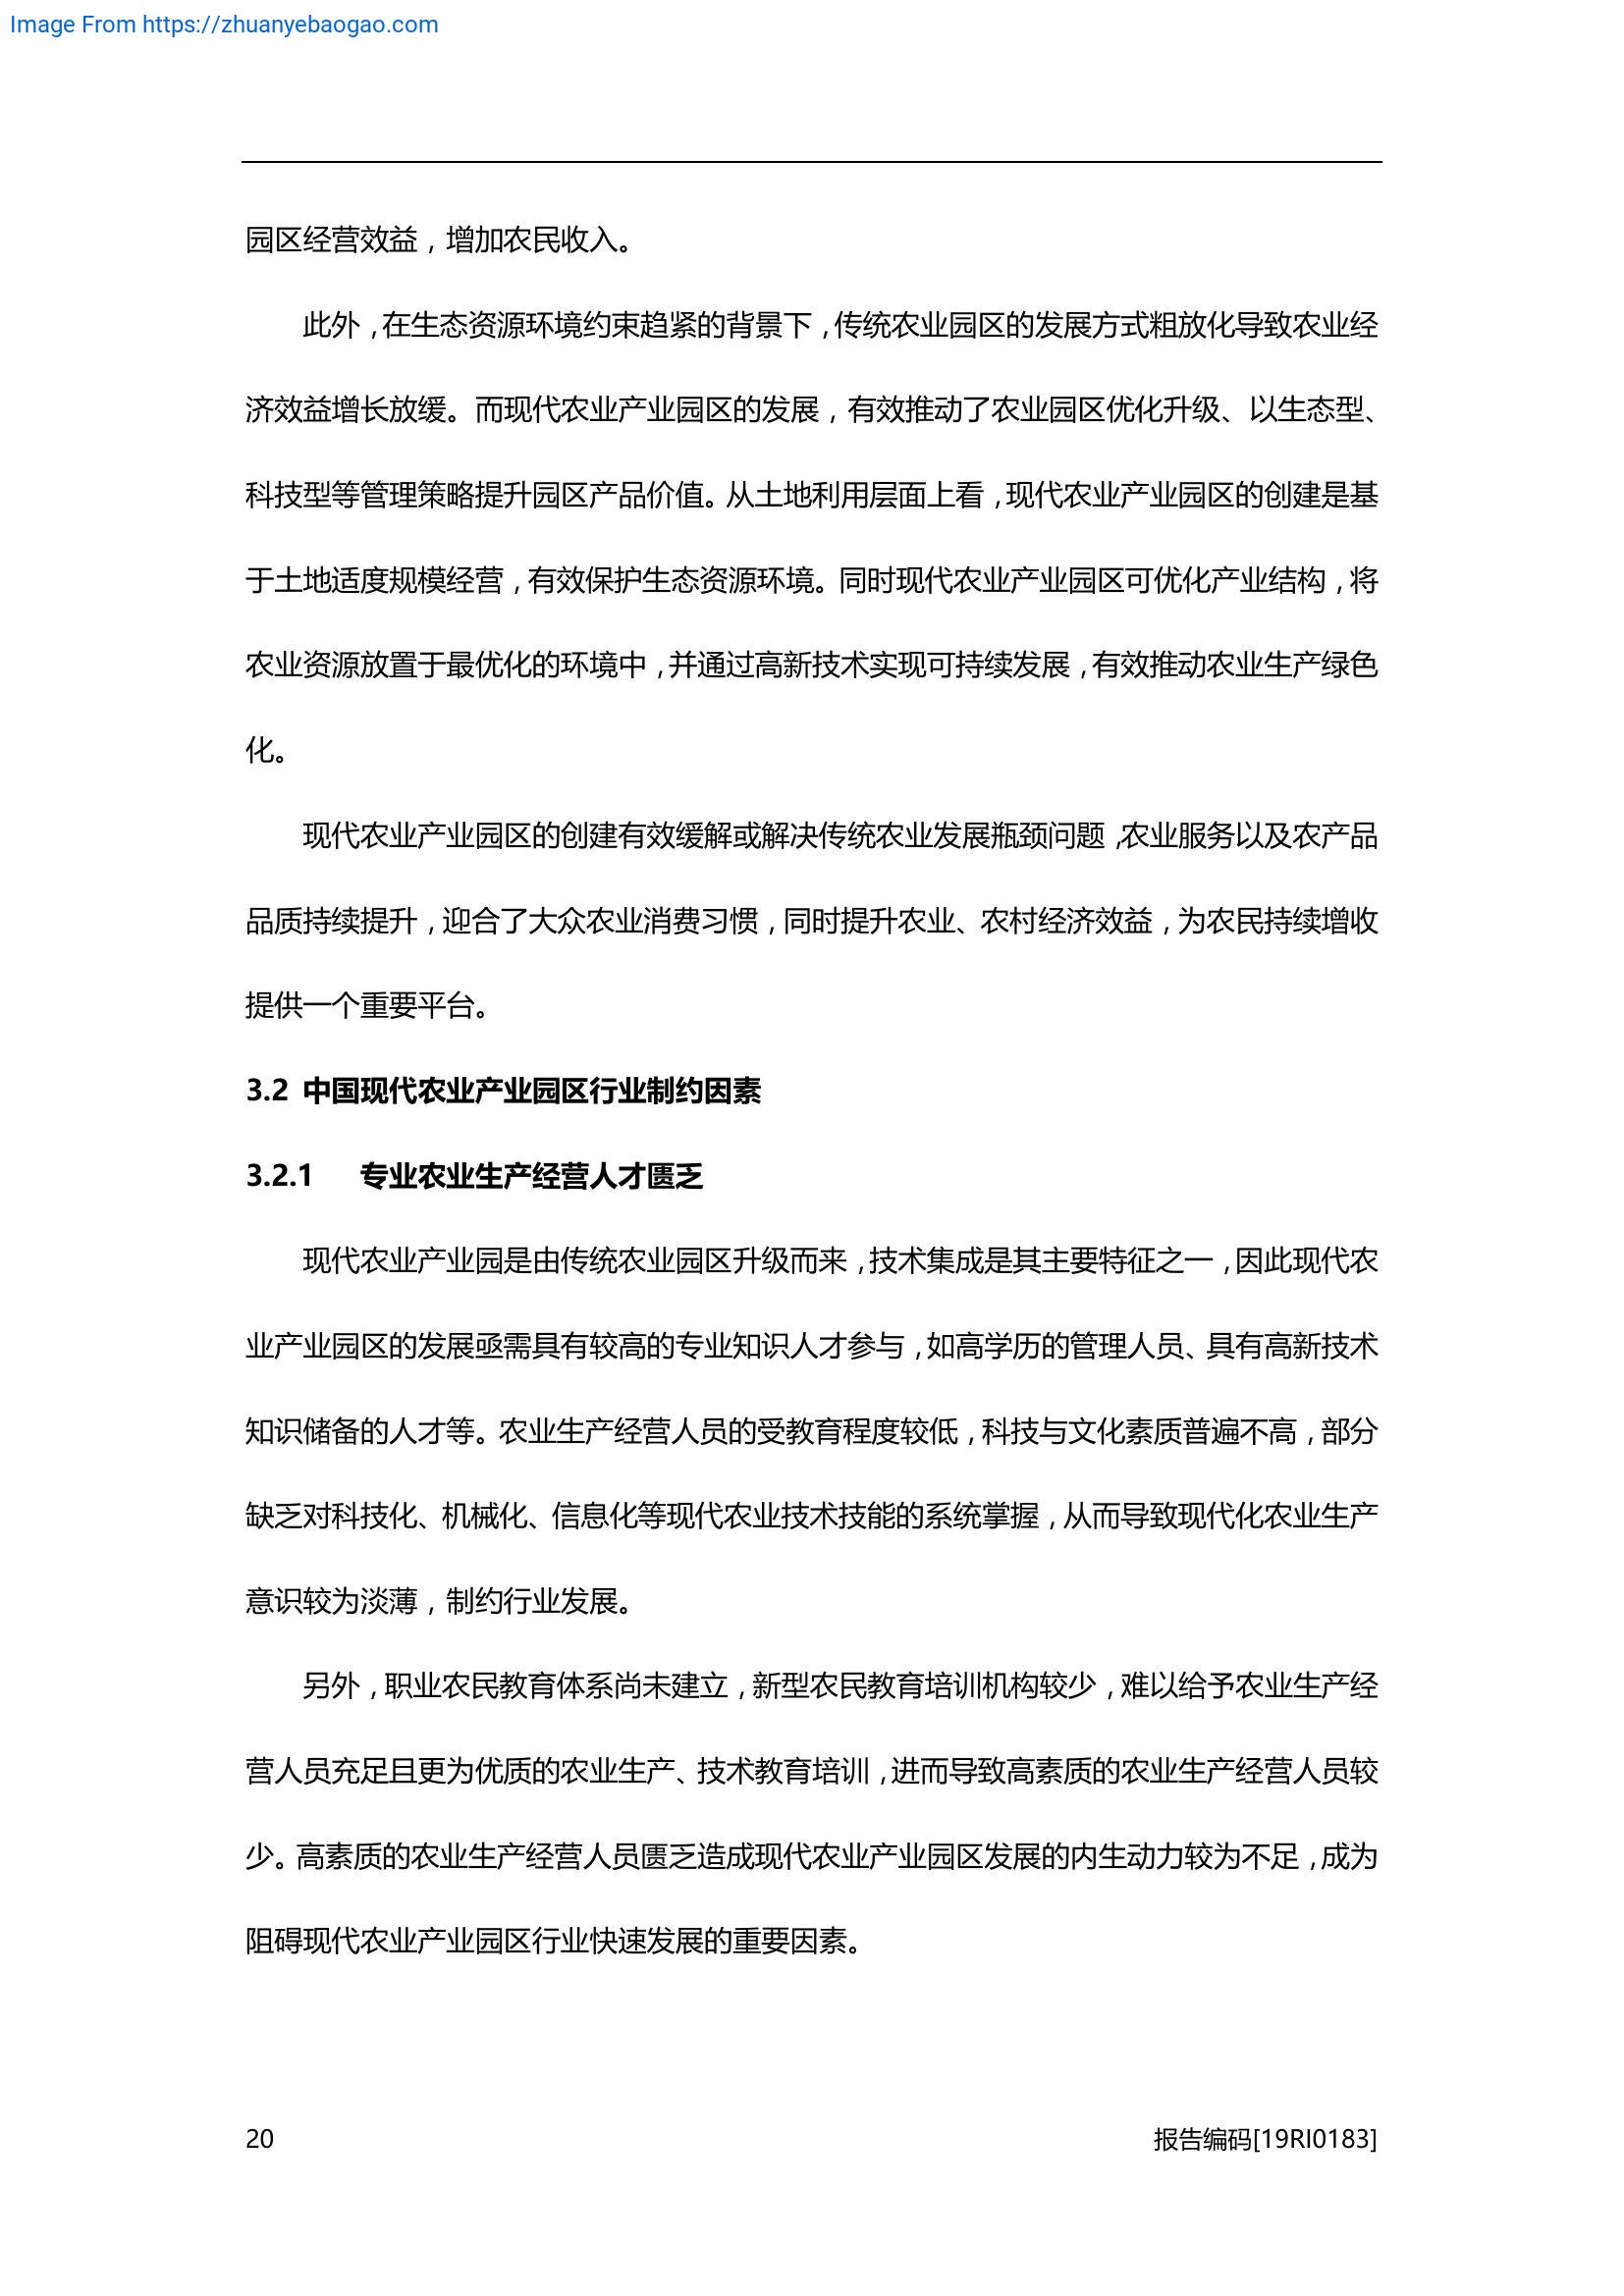 Image From https://zhuanyebaogao.com
园区经营效益，增加农民收入。
此外，在生态资源环境约束趋紧的背景下，传统农业园区的发展方式粗放化导致农业经
济效益增长放缓。而现代农业产业园区的发展，有效推动了农业园区优化升级、以生态型、
科技型等管理策略提升园区产品价值。从土地利用层面上看，现代农业产业园区的创建是基
于土地适度规模经营，有效保护生态资源环境。同时现代农业产业园区可优化产业结构，将
农业资源放置于最优化的环境中，并通过高新技术实现可持续发展，有效推动农业生产绿色
化。
现代农业产业园区的创建有效缓解或解决传统农业发展瓶颈问题，农业服务以及农产品
品质持续提升，迎合了大众农业消费习惯，同时提升农业、农村经济效益，为农民持续增收
提供一个重要平台。
3.2 中国现代农业产业园区行业制约因素
3.2.1 专业农业生产经营人才匮乏
现代农业产业园是由传统农业园区升级而来，技术集成是其主要特征之一，因此现代农
业产业园区的发展亟需具有较高的专业知识人才参与，如高学历的管理人员、具有高新技术
知识储备的人才等。农业生产经营人员的受教育程度较低，科技与文化素质普遍不高，部分
缺乏对科技化、机械化、信息化等现代农业技术技能的系统掌握，从而导致现代化农业生产
意识较为淡薄，制约行业发展。
另外，职业农民教育体系尚未建立，新型农民教育培训机构较少，难以给予农业生产经
营人员充足且更为优质的农业生产、技术教育培训，进而导致高素质的农业生产经营人员较
少。高素质的农业生产经营人员匮乏造成现代农业产业园区发展的内生动力较为不足，成为
阻碍现代农业产业园区行业快速发展的重要因素。
20 报告编码[19RI0183]